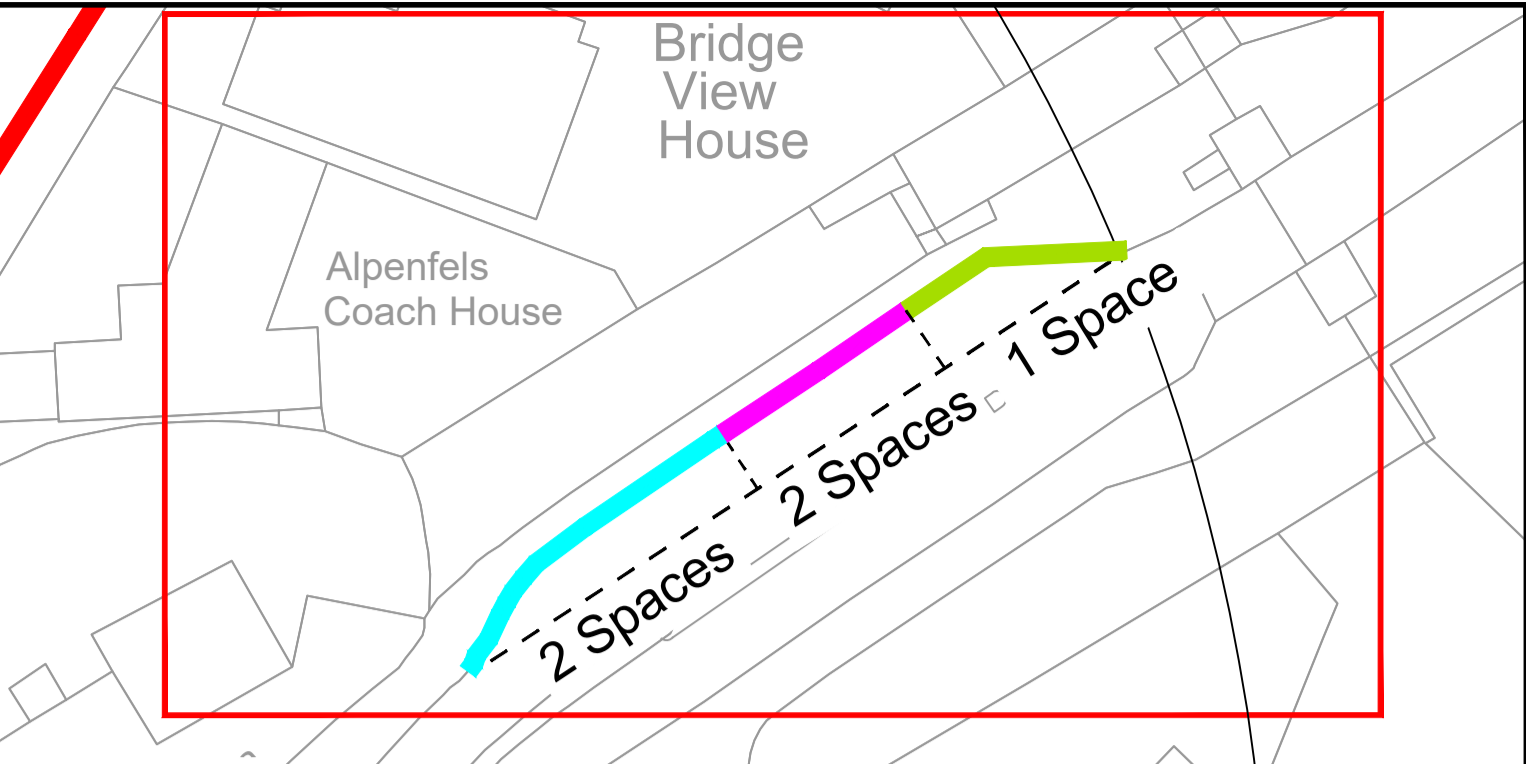 Bridge
View
House
Alpenfels
Coach House
1 Space
2 Spaces
2 Spaces